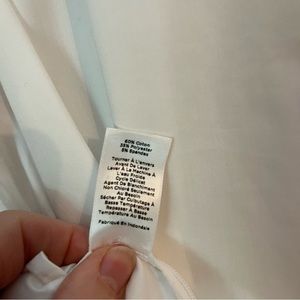 60% Coton
35% Polyester
5% Spandex
Tourner À L'envers
Avant De Laver
Laver À La Machine À
L'eau Froide
Cycle Délicat
Agent De Blanchiment
Non Chloré Seulement
Au Besoin
Sécher Par Culbutage À
Basse Température
Repasser À Basse
Température Au Besoin
Fabriqué En Indonésie